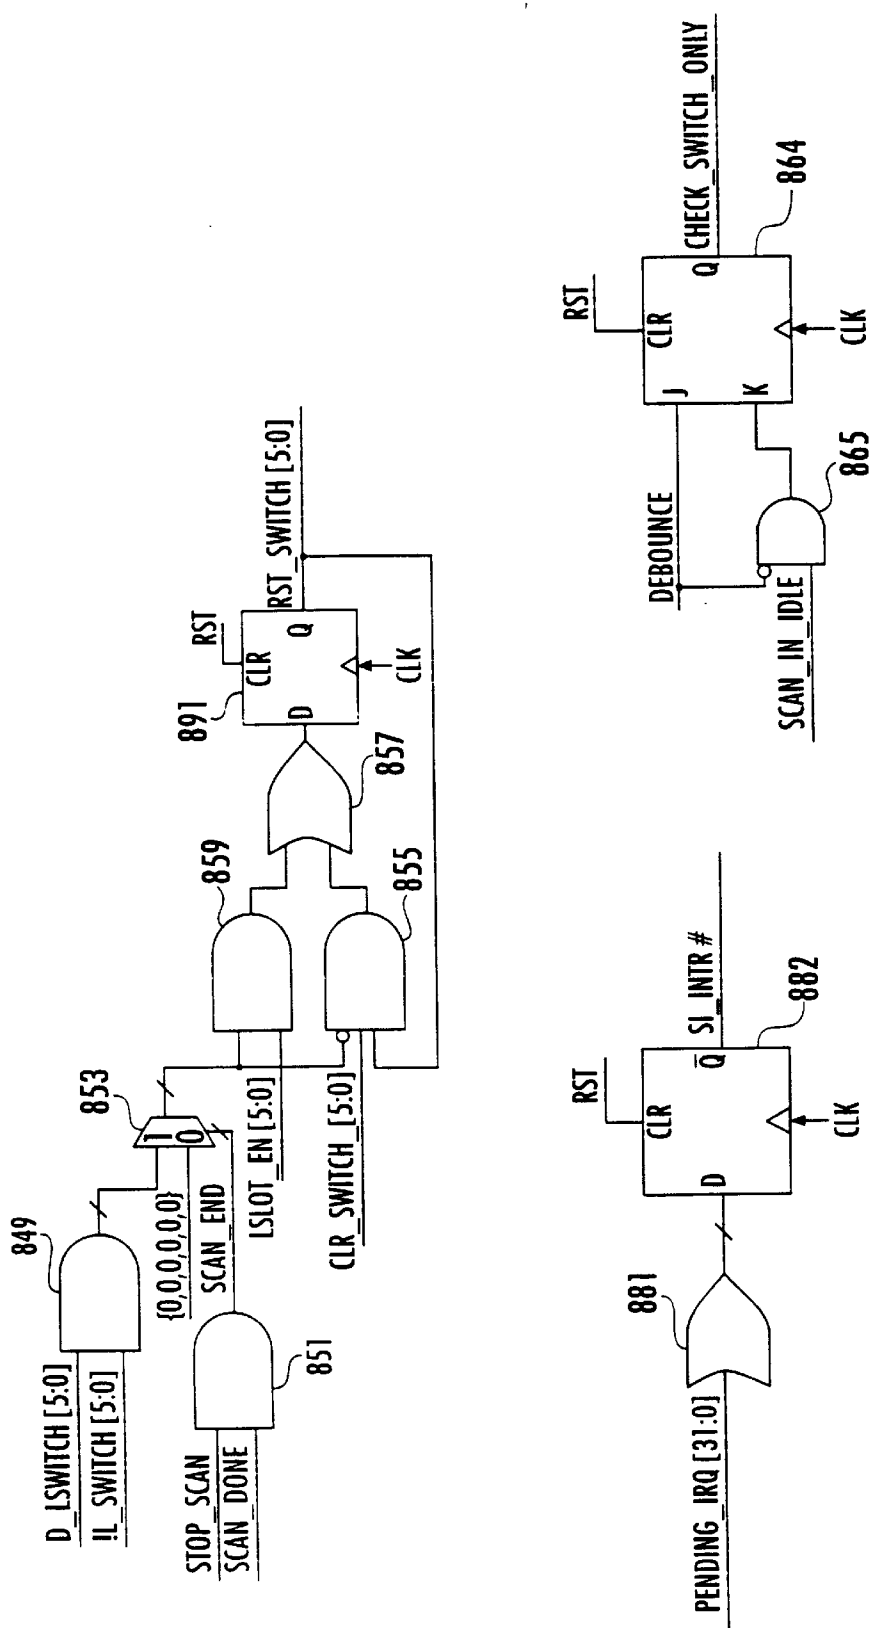 D_LSWITCH [5:0]
!L_SWITCH [5:0]
849
{0,0,0,0,0,0}
1
0
853
STOP_SCAN
SCAN_DONE
851
SCAN_END
LSLOT_EN [5:0]
CLR_SWITCH_[5:0]
859
855
857
891
RST
CLR
D
Q
CLK
RST_SWITCH [5:0]
PENDING_IRQ [31:0]
881
RST
CLR
D
Q
CLK
882
SI_INTR#
DEBOUNCE
SCAN_IN_IDLE
865
RST
CLR
J
K
Q
CLK
864
CHECK_SWITCH_ONLY